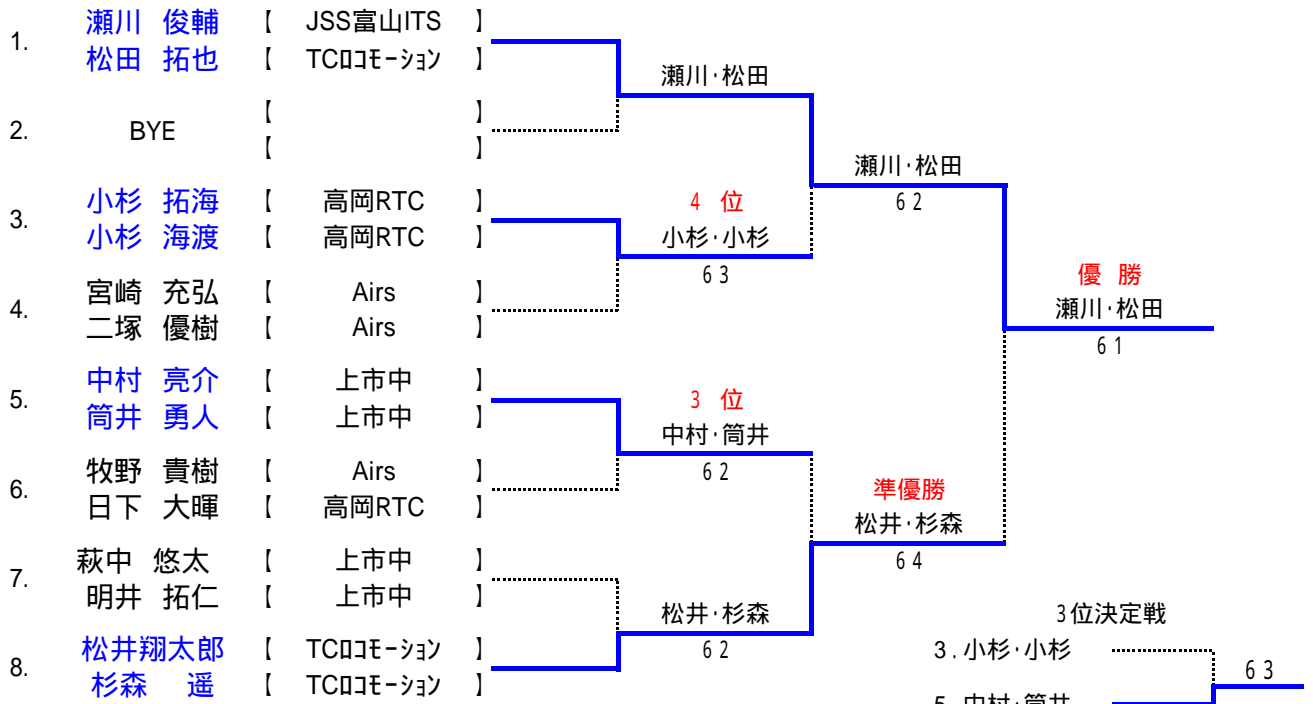 瀬川 俊輔 【 JSS富山ITS 】
1.
松田 拓也 【 TCﾛｺﾓｰｼｮﾝ 】
瀬川・松田
【 】
2. BYE
【 】
瀬川・松田
6 2
小杉 拓海 【 高岡RTC 】
3.
小杉 海渡 【 高岡RTC 】
4 位
小杉・小杉
6 3
宮崎 充弘 【 Airs 】
4.
二塚 優樹 【 Airs 】
優 勝
瀬川・松田
6 1
中村 亮介 【 上市中 】
5.
筒井 勇人 【 上市中 】
3 位
中村・筒井
6 2
牧野 貴樹 【 Airs 】
6.
日下 大暉 【 高岡RTC 】
準優勝
松井・杉森
6 4
萩中 悠太 【 上市中 】
7.
明井 拓仁 【 上市中 】
松井・杉森
6 2
松井翔太郎 【 TCﾛｺﾓｰｼｮﾝ 】
8.
杉森 遥 【 TCﾛｺﾓｰｼｮﾝ 】
3位決定戦
3.小杉・小杉
6 3
5.中村・筒井